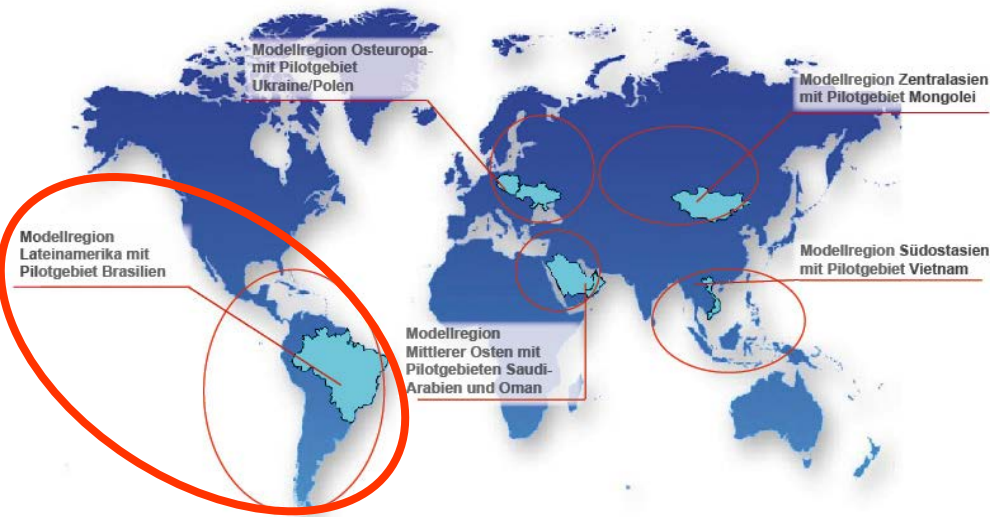 Modellregion Osteuropa-
mit Pilotgebiet
Ukraine/Polen
Modellregion Zentralasien
mit Pilotgebiet Mongolei
Modellregion
Lateinamerika mit
Pilotgebiet Brasilien
Modellregion Südostasien
mit Pilotgebiet Vietnam
Modellregion
Mittlerer Osten mit
Pilotgebieten Saudi-
Arabien und Oman